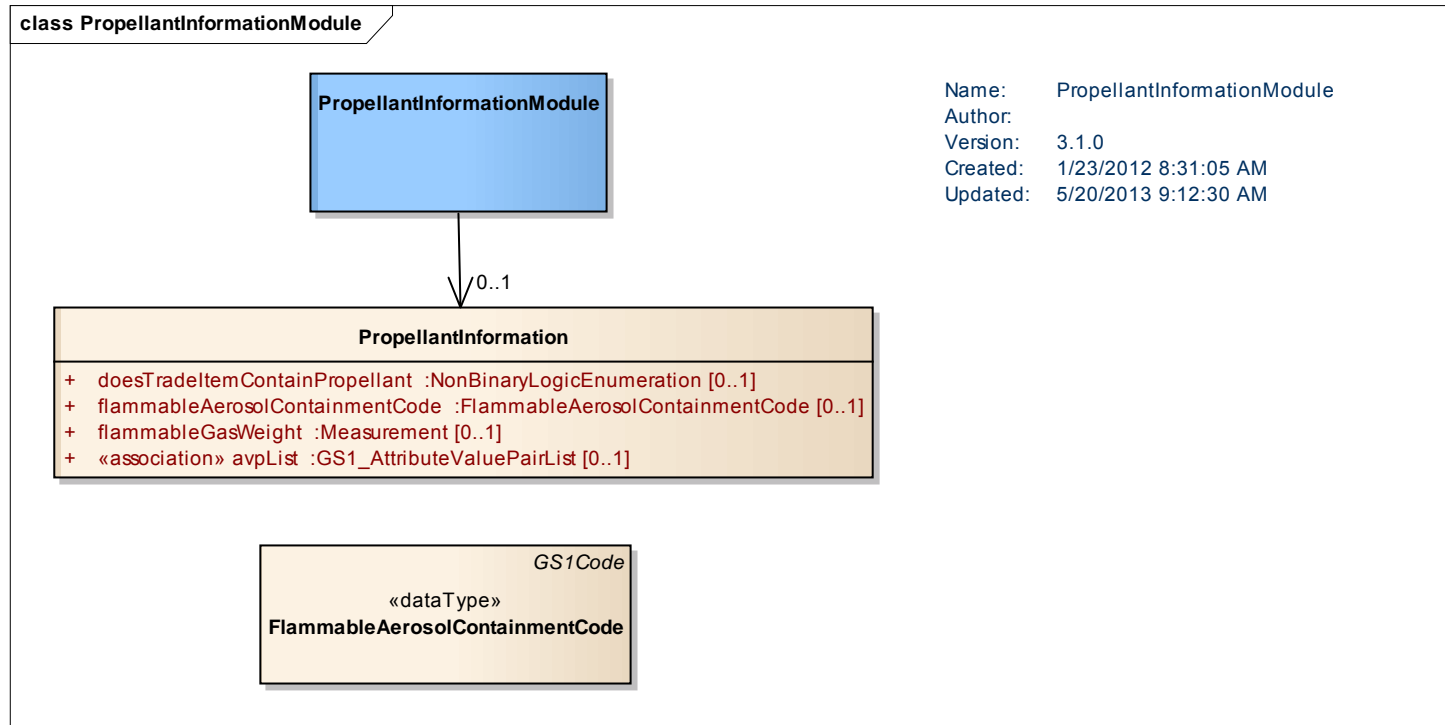 class PropellantInformationModule
PropellantInformationModule
Name: PropellantInformationModule
Author:
Version: 3.1.0
Created: 1/23/2012 8:31:05 AM
Updated: 5/20/2013 9:12:30 AM
0..1
PropellantInformation
+ doesTradeItemContainPropellant :NonBinaryLogicEnumeration [0..1]
+ flammableAerosolContainmentCode :FlammableAerosolContainmentCode [0..1]
+ flammableGasWeight :Measurement [0..1]
+ «association» avpList :GS1_AttributeValuePairList [0..1]
GS1Code
«dataType»
FlammableAerosolContainmentCode